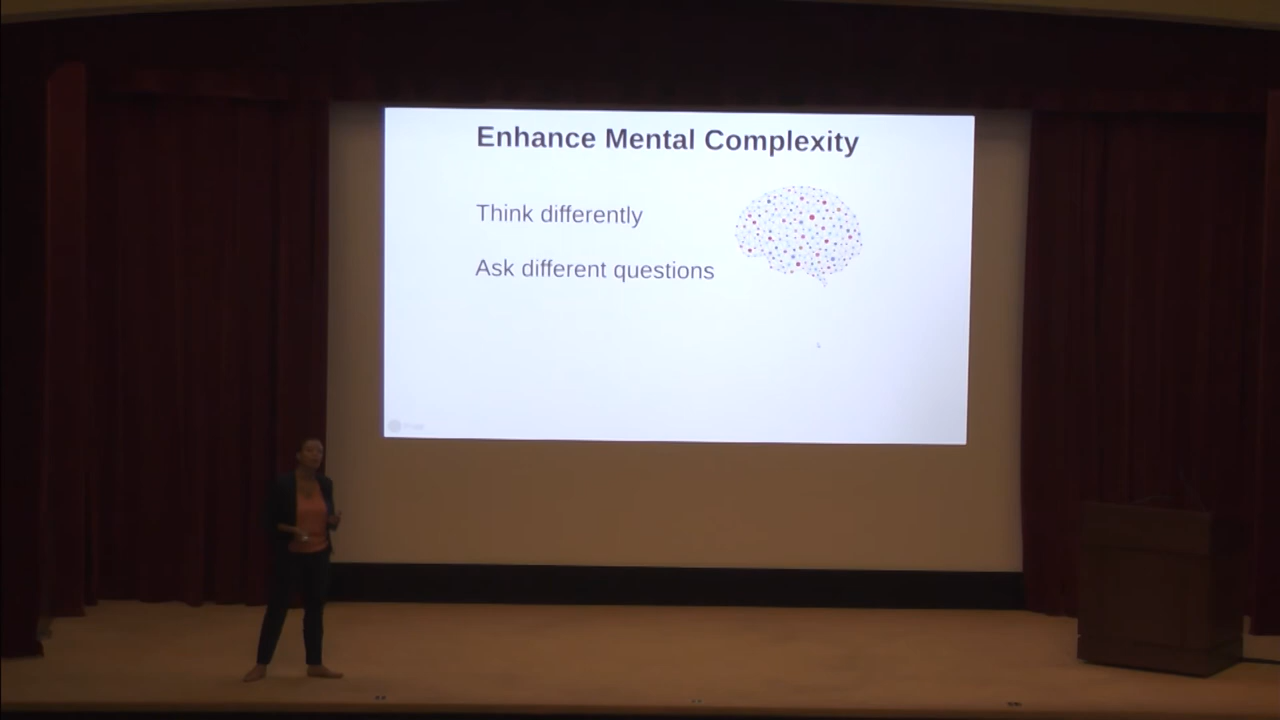 Enhance Mental Complexity
Think differently
Ask different questions